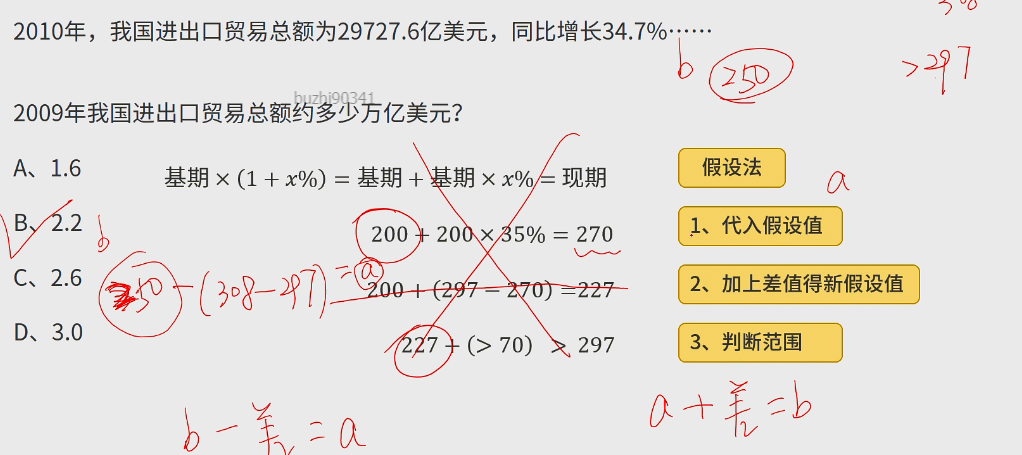 2010年，我国进出口贸易总额为29727.6亿美元，同比增长34.7%……
b 250 >297
buzhi90341
2009年我国进出口贸易总额约多少万亿美元？
A、1.6
基期×(1+x%)=基期+基期×x%=现期
假设法
a
B、2.2
b
200+200×35%=270
1、代入假设值
C、2.6
50-(308-297)=a
200+(297-270)=227
2、加上差值得新假设值
D、3.0
227+(>70) >297
3、判断范围
b-差=a
a+差=b